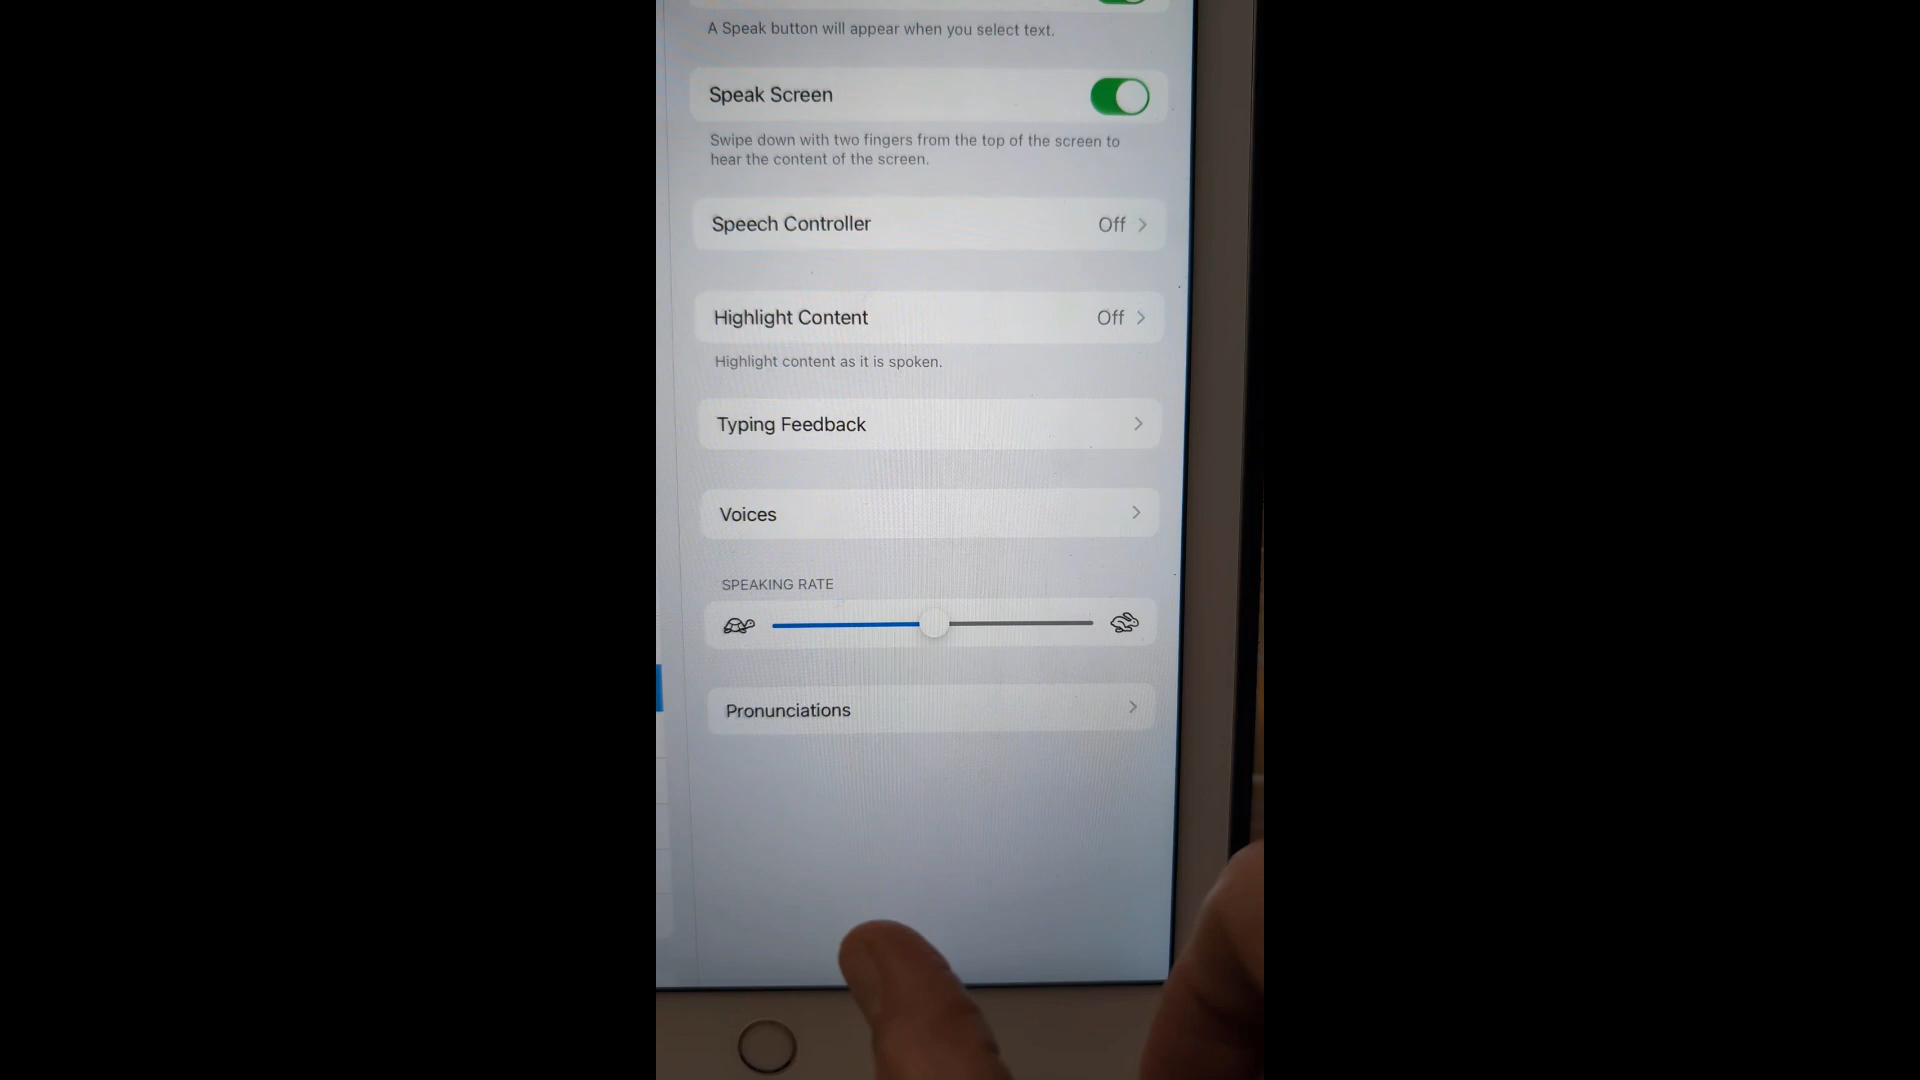 A Speak button will appear when you select text.
Speak Screen
Swipe down with two fingers from the top of the screen to
hear the content of the screen.
Speech Controller Off
Highlight Content Off
Highlight content as it is spoken.
Typing Feedback
Voices
SPEAKING RATE
Pronunciations